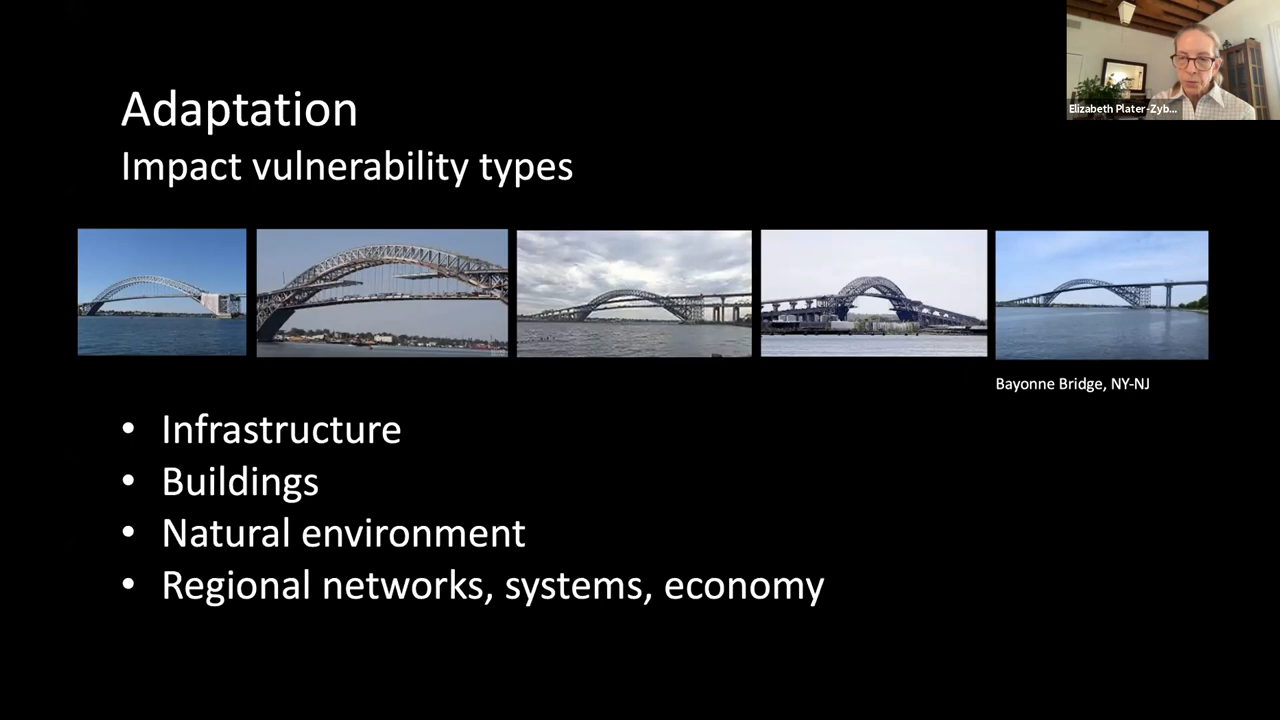 Elizabeth Plater-Zyb...
Adaptation
Impact vulnerability types
Bayonne Bridge, NY-NJ
• Infrastructure
• Buildings
• Natural environment
• Regional networks, systems, economy